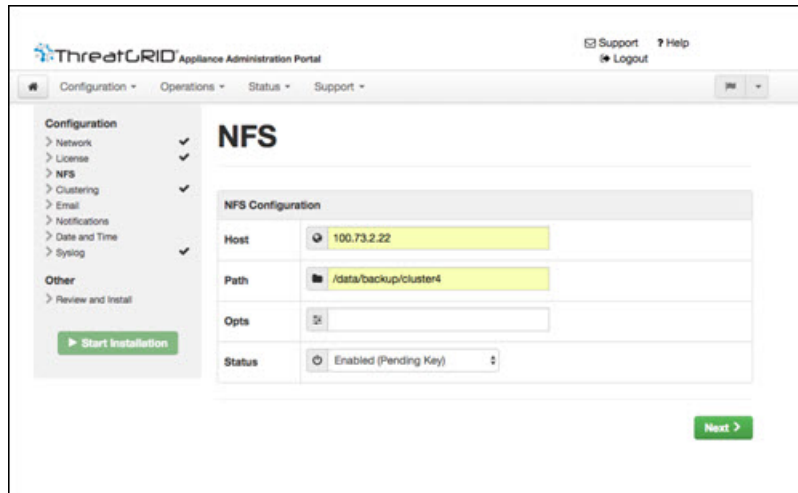 ThreatGRID Appliance Administration Portal
Support ? Help
Logout
Configuration Operations Status Support
Configuration
Network
License
NFS
Clustering
Email
Notifications
Date and Time
Syslog
Other
Review and Install
Start Installation
NFS
NFS Configuration
Host 100.73.2.22
Path /data/backup/cluster4
Opts
Status Enabled (Pending Key)
Next